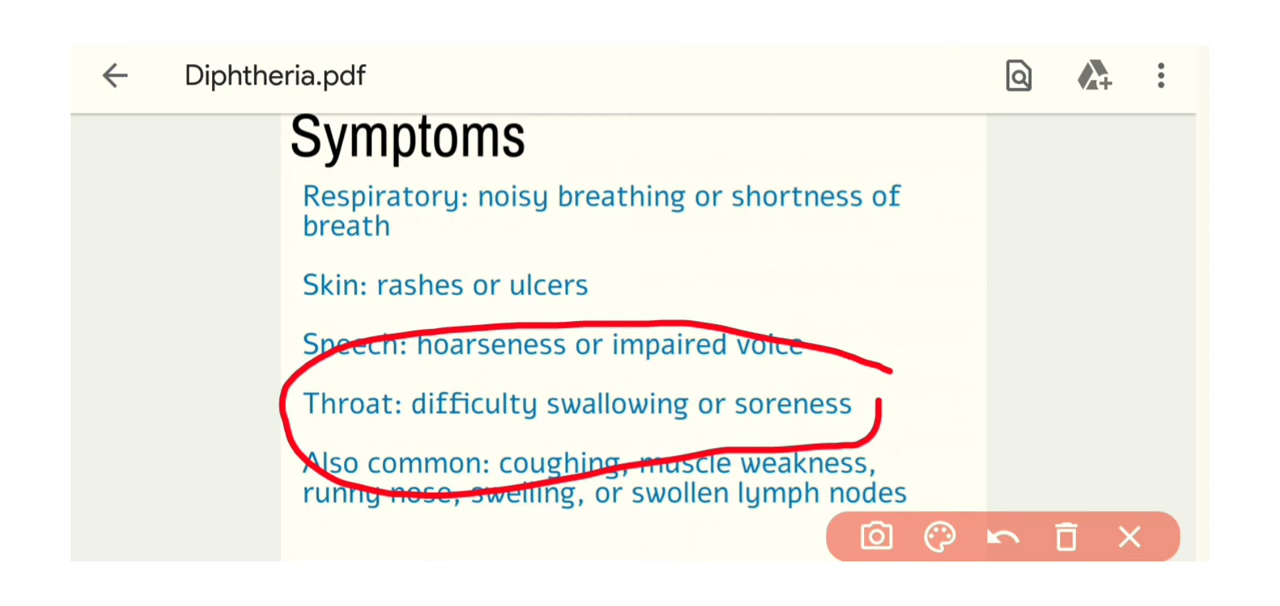 Diphtheria.pdf
Symptoms
Respiratory: noisy breathing or shortness of
breath
Skin: rashes or ulcers
Speech: hoarseness or impaired voice
Throat: difficulty swallowing or soreness
Also common: coughing, muscle weakness,
runny nose, swelling, or swollen lymph nodes